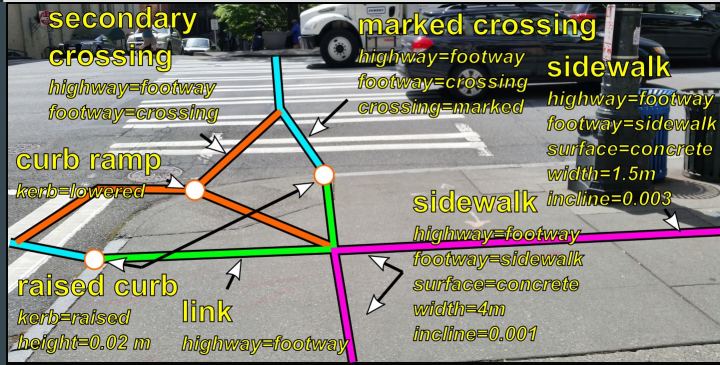 secondary
crossing
highway=footway
footway=crossing
marked crossing
highway=footway
footway=crossing
crossing=marked
sidewalk
highway=footway
footway=sidewalk
surface=concrete
width=1.5m
incline=0.003
curb ramp
kerb=lowered
sidewalk
highway=footway
footway=sidewalk
surface=concrete
width=4m
incline=0.001
raised curb
kerb=raised
height=0.02 m
link
highway=footway